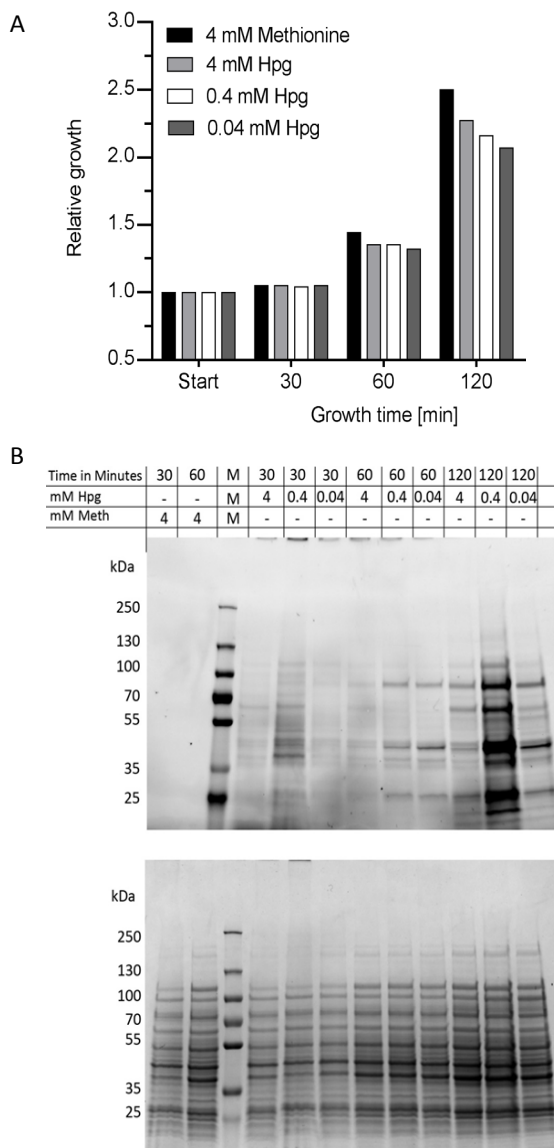 A
3.0
2.5
2.0
1.5
1.0
0.5
Relative growth
4 mM Methionine
4 mM Hpg
0.4 mM Hpg
0.04 mM Hpg
Start 30 60 120
Growth time [min]
B
Time in Minutes 30 60 M 30 30 30 60 60 60 120 120 120
mM Hpg - - M 4 0.4 0.04 4 0.4 0.04 4 0.4 0.04
mM Meth 4 4 M - - - - - - - - -
kDa
250
130
100
70
55
35
25
kDa
250
130
100
70
55
35
25